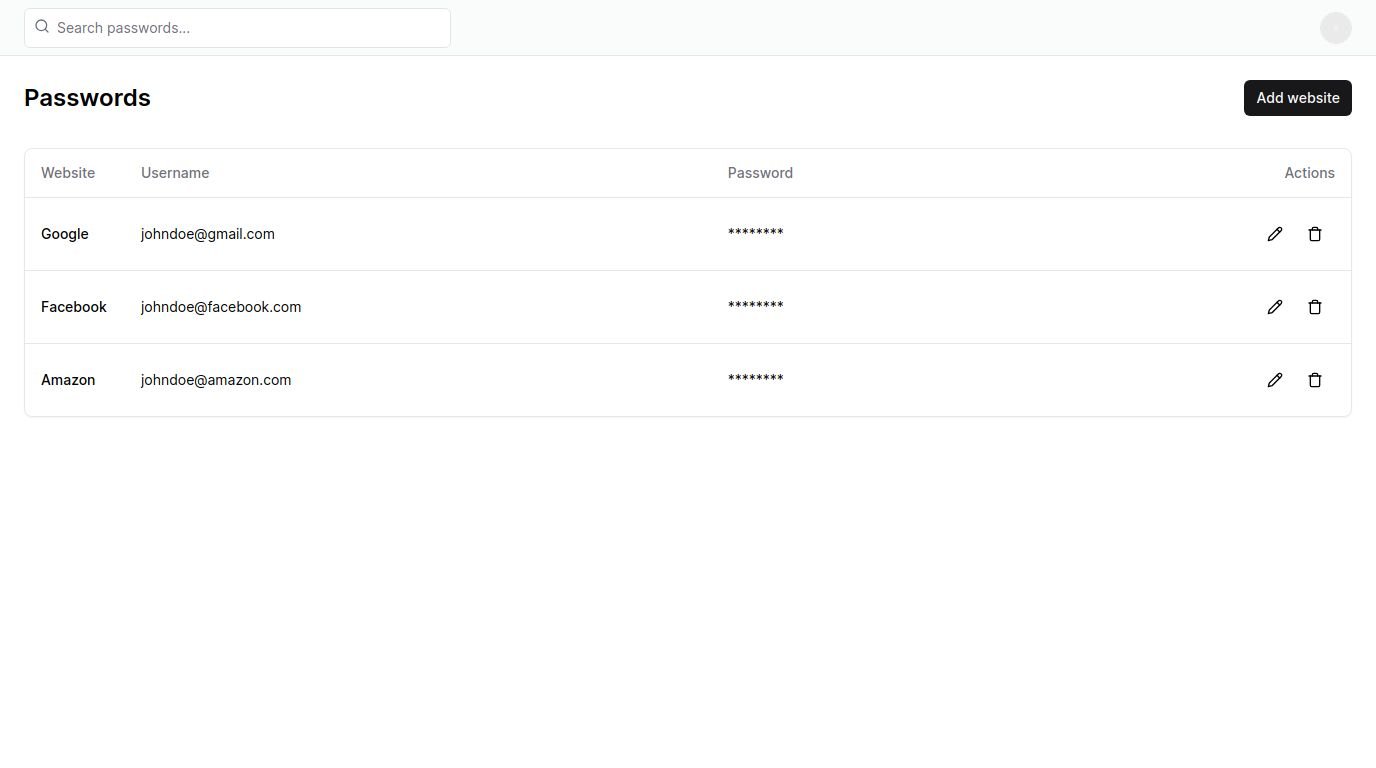 Search passwords...
Passwords
Add website
Website Username Password Actions
Google johndoe@gmail.com ********
Facebook johndoe@facebook.com ********
Amazon johndoe@amazon.com ********